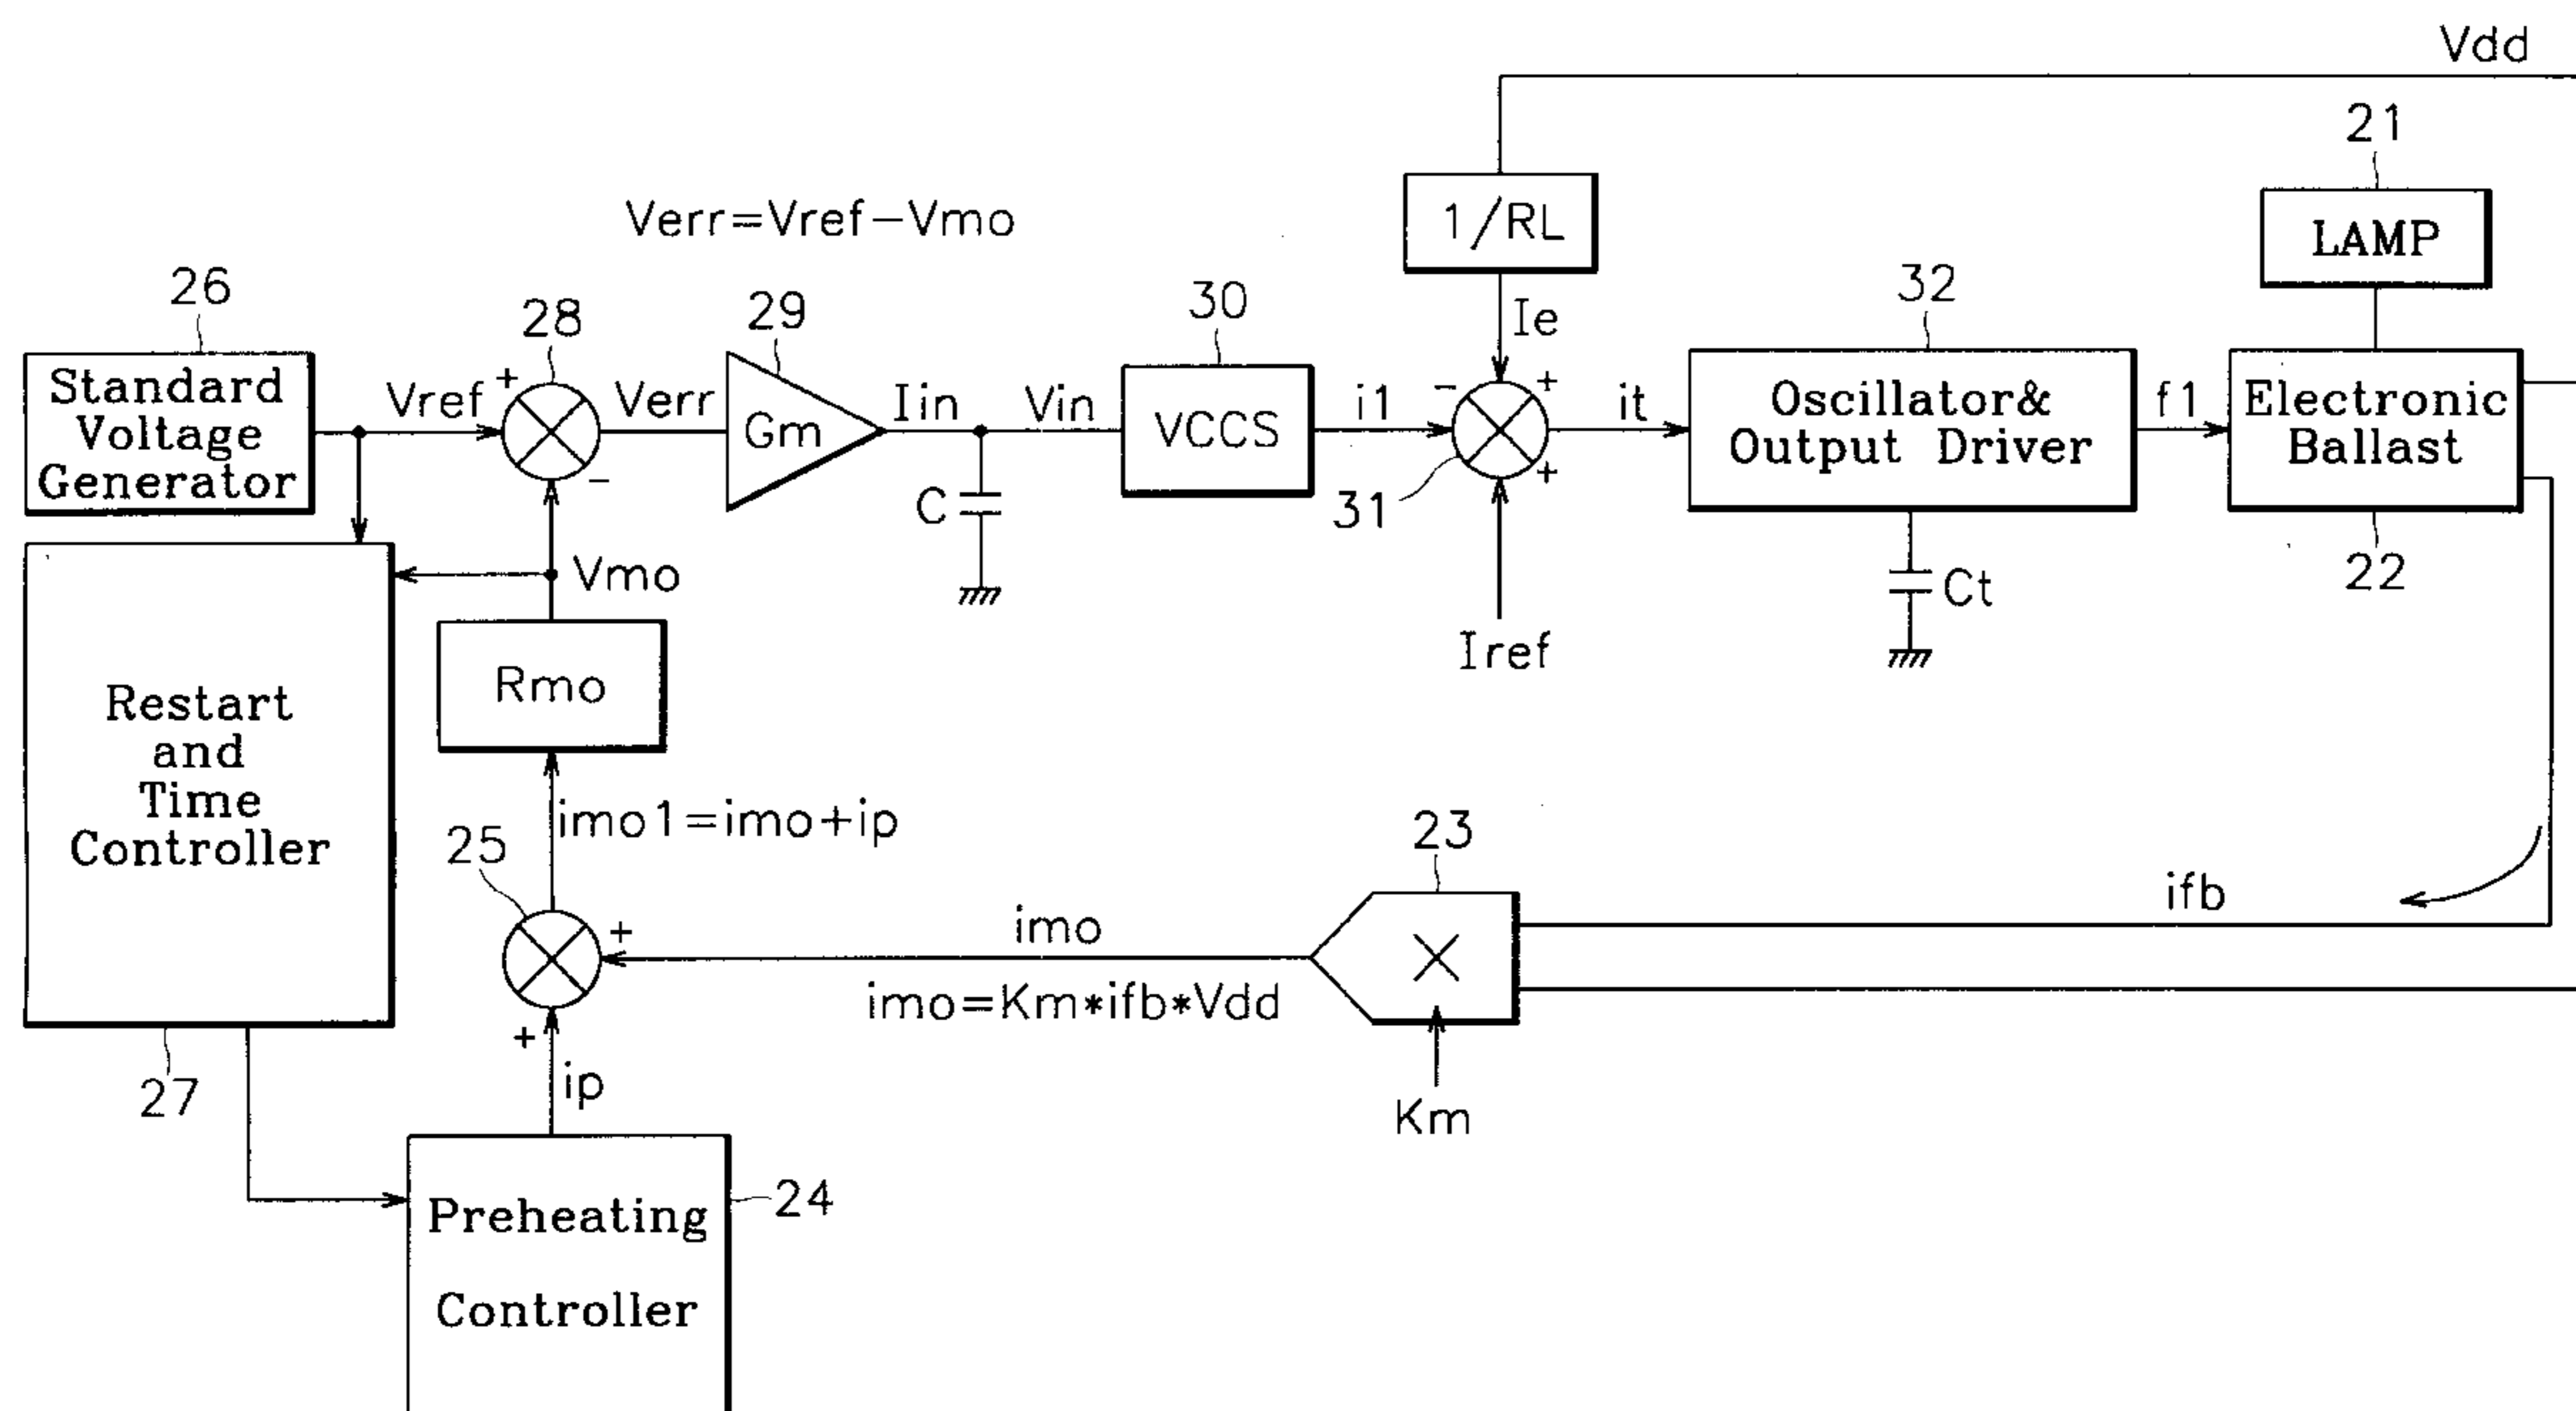 Vdd
21
1/RL
LAMP
Verr=Vref-Vmo
26
28
29
30
Ie
32
Standard
Voltage
Generator
Vref
+
-
Verr
Gm
Iin
Vin
VCCS
i1
-
+
+
it
Oscillator&
Output Driver
f1
Electronic
Ballast
C
31
Iref
Ct
22
Vmo
Rmo
Restart
and
Time
Controller
imo1=imo+ip
25
23
ifb
+
imo
×
imo=Km*ifb*Vdd
+
27
ip
Km
24
Preheating
Controller